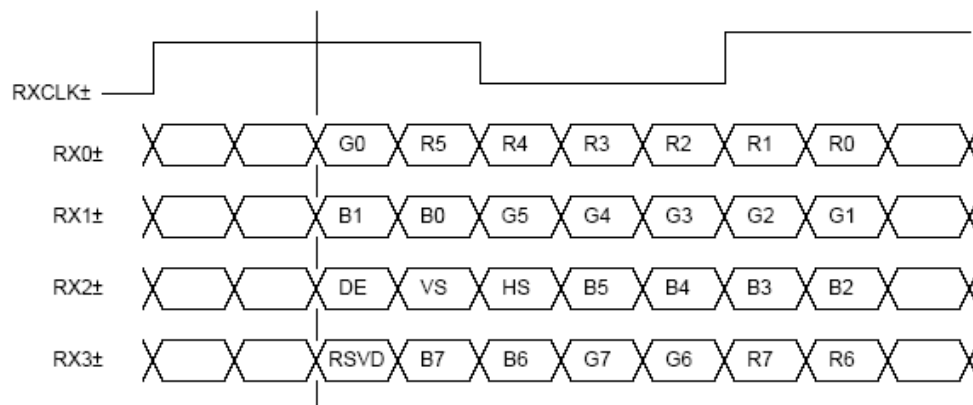 RXCLK±
RX0± G0 R5 R4 R3 R2 R1 R0
RX1± B1 B0 G5 G4 G3 G2 G1
RX2± DE VS HS B5 B4 B3 B2
RX3± RSVD B7 B6 G7 G6 R7 R6